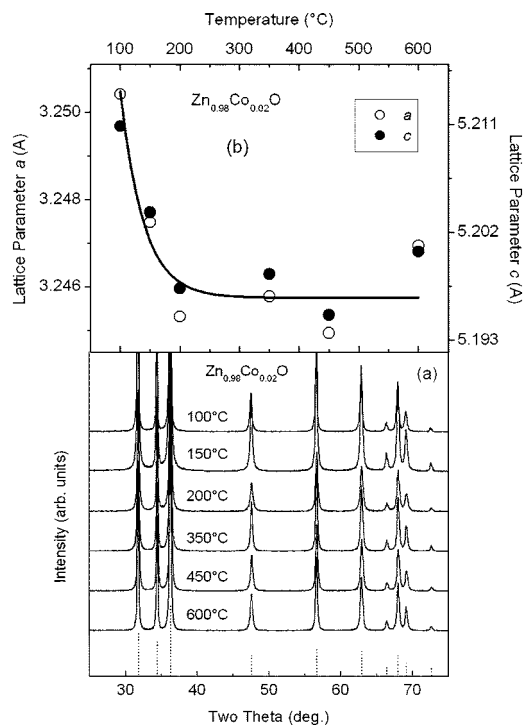 Temperature (°C)
0 100 200 300 400 500 600
Zn0.98Co0.02O
a
c
(b)
3.250
3.248
3.246
Lattice Parameter a (A)
5.211
5.202
5.193
Lattice Parameter c (A)
Zn0.98Co0.02O
(a)
100°C
150°C
200°C
350°C
450°C
600°C
Intensity (arb. units)
30 40 50 60 70
Two Theta (deg.)